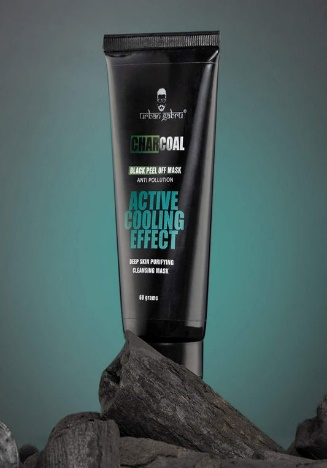 urban gabru®
CHARCOAL
BLACK PEEL OFF MASK
ANTI POLLUTION
ACTIVE
COOLING
EFFECT
DEEP SKIN PURIFYING
CLEANSING MASK
60 grams